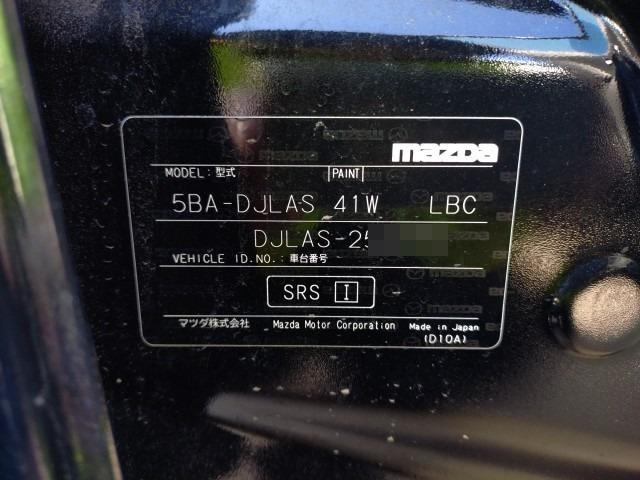 mazda
MODEL:型式 PAINT
5BA-DJLAS 41W LBC
DJLAS-25
VEHICLE ID.NO.:車台番号
SRS I
マツダ株式会社 Mazda Motor Corporation Made in Japan
(D10A)